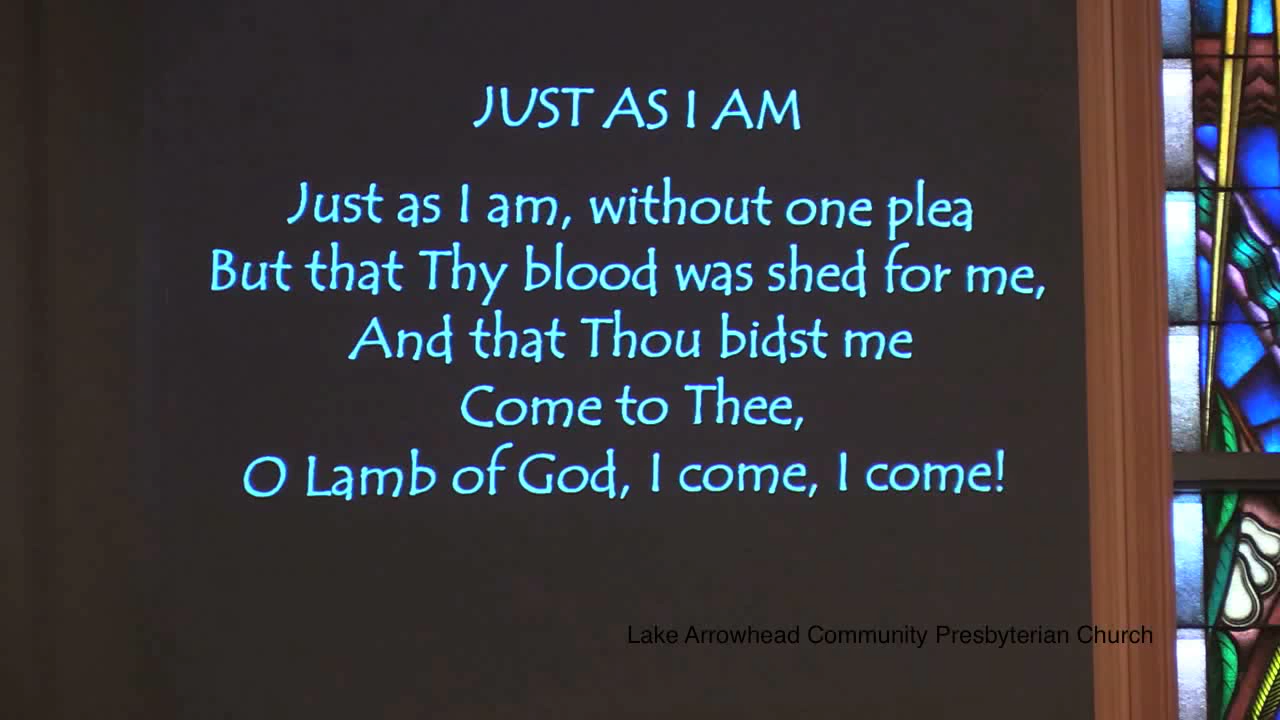 JUST AS I AM
Just as I am, without one plea
But that Thy blood was shed for me,
And that Thou bidst me
Come to Thee,
O Lamb of God, I come, I come!
Lake Arrowhead Community Presbyterian Church